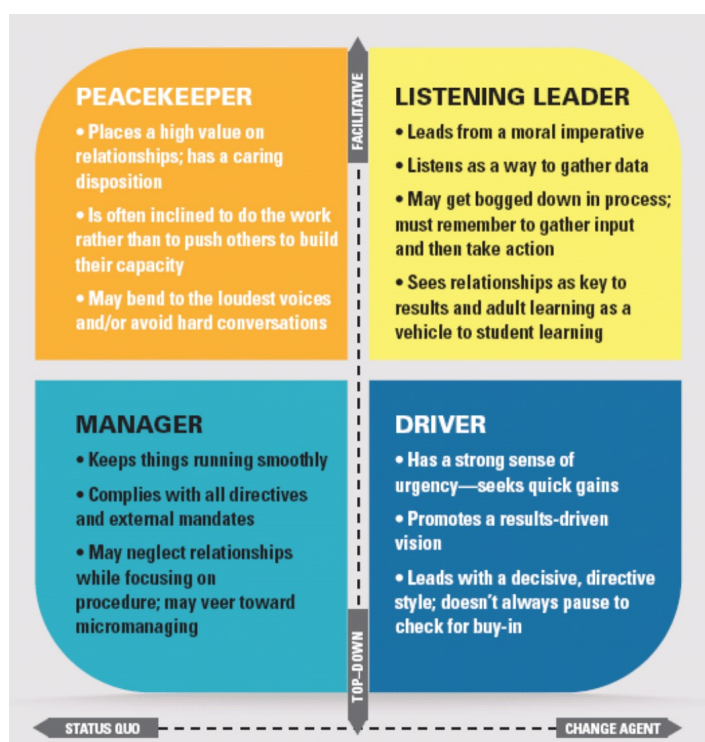 FACILITATIVE
PEACEKEEPER
• Places a high value on
relationships; has a caring
disposition
• Is often inclined to do the work
rather than to push others to build
their capacity
• May bend to the loudest voices
and/or avoid hard conversations
LISTENING LEADER
• Leads from a moral imperative
• Listens as a way to gather data
• May get bogged down in process;
must remember to gather input
and then take action
• Sees relationships as key to
results and adult learning as a
vehicle to student learning
MANAGER
• Keeps things running smoothly
• Complies with all directives
and external mandates
• May neglect relationships
while focusing on
procedure; may veer toward
micromanaging
DRIVER
• Has a strong sense of
urgency—seeks quick gains
• Promotes a results-driven
vision
• Leads with a decisive, directive
style; doesn't always pause to
check for buy-in
TOP–DOWN
STATUS QUO
CHANGE AGENT